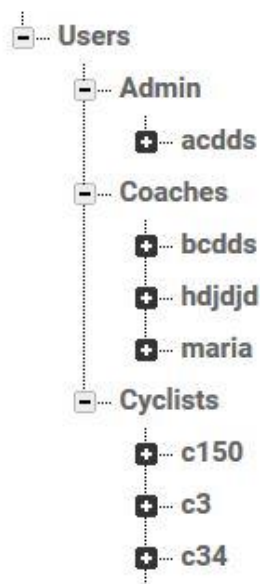 Users
Admin
acdds
Coaches
bcdds
hdjdjd
maria
Cyclists
c150
c3
c34